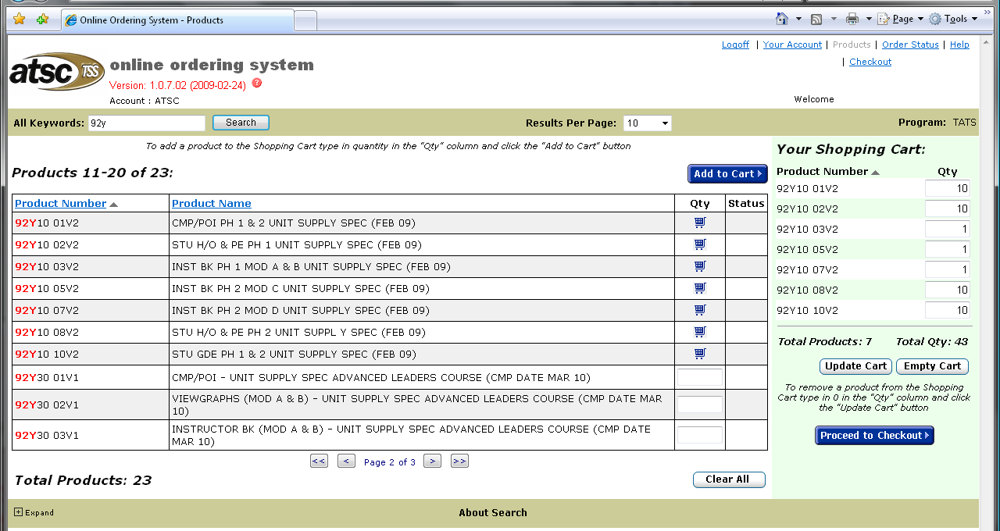 Online Ordering System - Products
Page
Tools
Logoff | Your Account | Products | Order Status | Help
| Checkout
atsc TSS
online ordering system
Version: 1.0.7.02 (2009-02-24) ?
Account : ATSC
Welcome
All Keywords: 92y Search Results Per Page: 10 Program: TATS
To add a product to the Shopping Cart type in quantity in the "Qty" column and click the "Add to Cart" button
Products 11-20 of 23:
Add to Cart
Product Number Product Name Qty Status
92Y10 01V2 CMP/POI PH 1 & 2 UNIT SUPPLY SPEC (FEB 09)
92Y10 02V2 STU H/O & PE PH 1 UNIT SUPPLY SPEC (FEB 09)
92Y10 03V2 INST BK PH 1 MOD A & B UNIT SUPPLY SPEC (FEB 09)
92Y10 05V2 INST BK PH 2 MOD C UNIT SUPPLY SPEC (FEB 09)
92Y10 07V2 INST BK PH 2 MOD D UNIT SUPPLY SPEC (FEB 09)
92Y10 08V2 STU H/O & PE PH 2 UNIT SUPPL Y SPEC (FEB 09)
92Y10 10V2 STU GDE PH 1 & 2 UNIT SUPPLY SPEC (FEB 09)
92Y30 01V1 CMP/POI - UNIT SUPPLY SPEC ADVANCED LEADERS COURSE (CMP DATE MAR 10)
92Y30 02V1 VIEWGRAPHS (MOD A & B) - UNIT SUPPLY SPEC ADVANCED LEADERS COURSE (CMP DATE MAR
10)
92Y30 03V1 INSTRUCTOR BK (MOD A & B) - UNIT SUPPLY SPEC ADVANCED LEADERS COURSE (CMP DATE
MAR 10)
<< < Page 2 of 3 > >>
Total Products: 23
Clear All
Your Shopping Cart:
Product Number Qty
92Y10 01V2 10
92Y10 02V2 10
92Y10 03V2 1
92Y10 05V2 1
92Y10 07V2 1
92Y10 08V2 10
92Y10 10V2 10
Total Products: 7 Total Qty: 43
Update Cart Empty Cart
To remove a product from the Shopping
Cart type in 0 in the "Qty" column and click
the "Update Cart" button
Proceed to Checkout
Expand
About Search